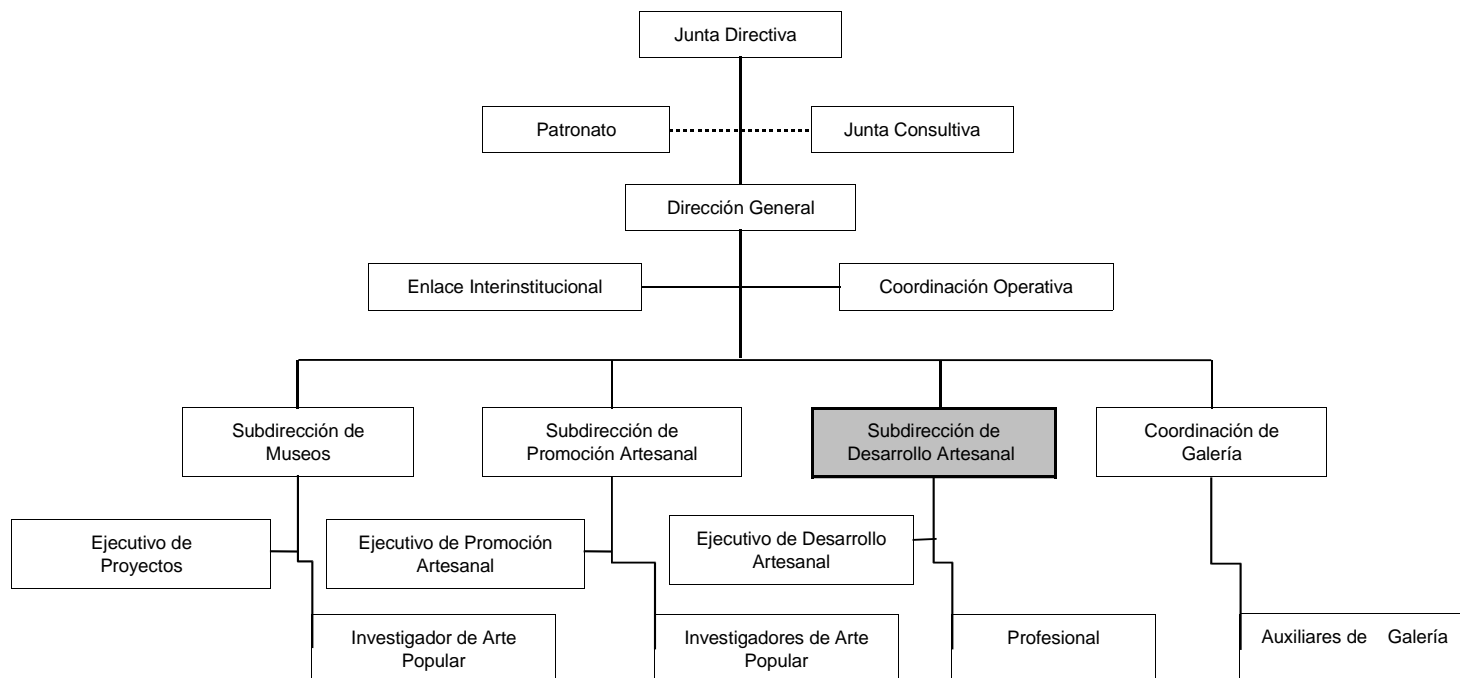 Junta Directiva
Patronato
Junta Consultiva
Dirección General
Enlace Interinstitucional
Coordinación Operativa
Subdirección de
Museos
Subdirección de
Promoción Artesanal
Subdirección de
Desarrollo Artesanal
Coordinación de
Galería
Ejecutivo de
Proyectos
Ejecutivo de Promoción
Artesanal
Ejecutivo de Desarrollo
Artesanal
Investigador de Arte
Popular
Investigadores de Arte
Popular
Profesional
Auxiliares de Galería